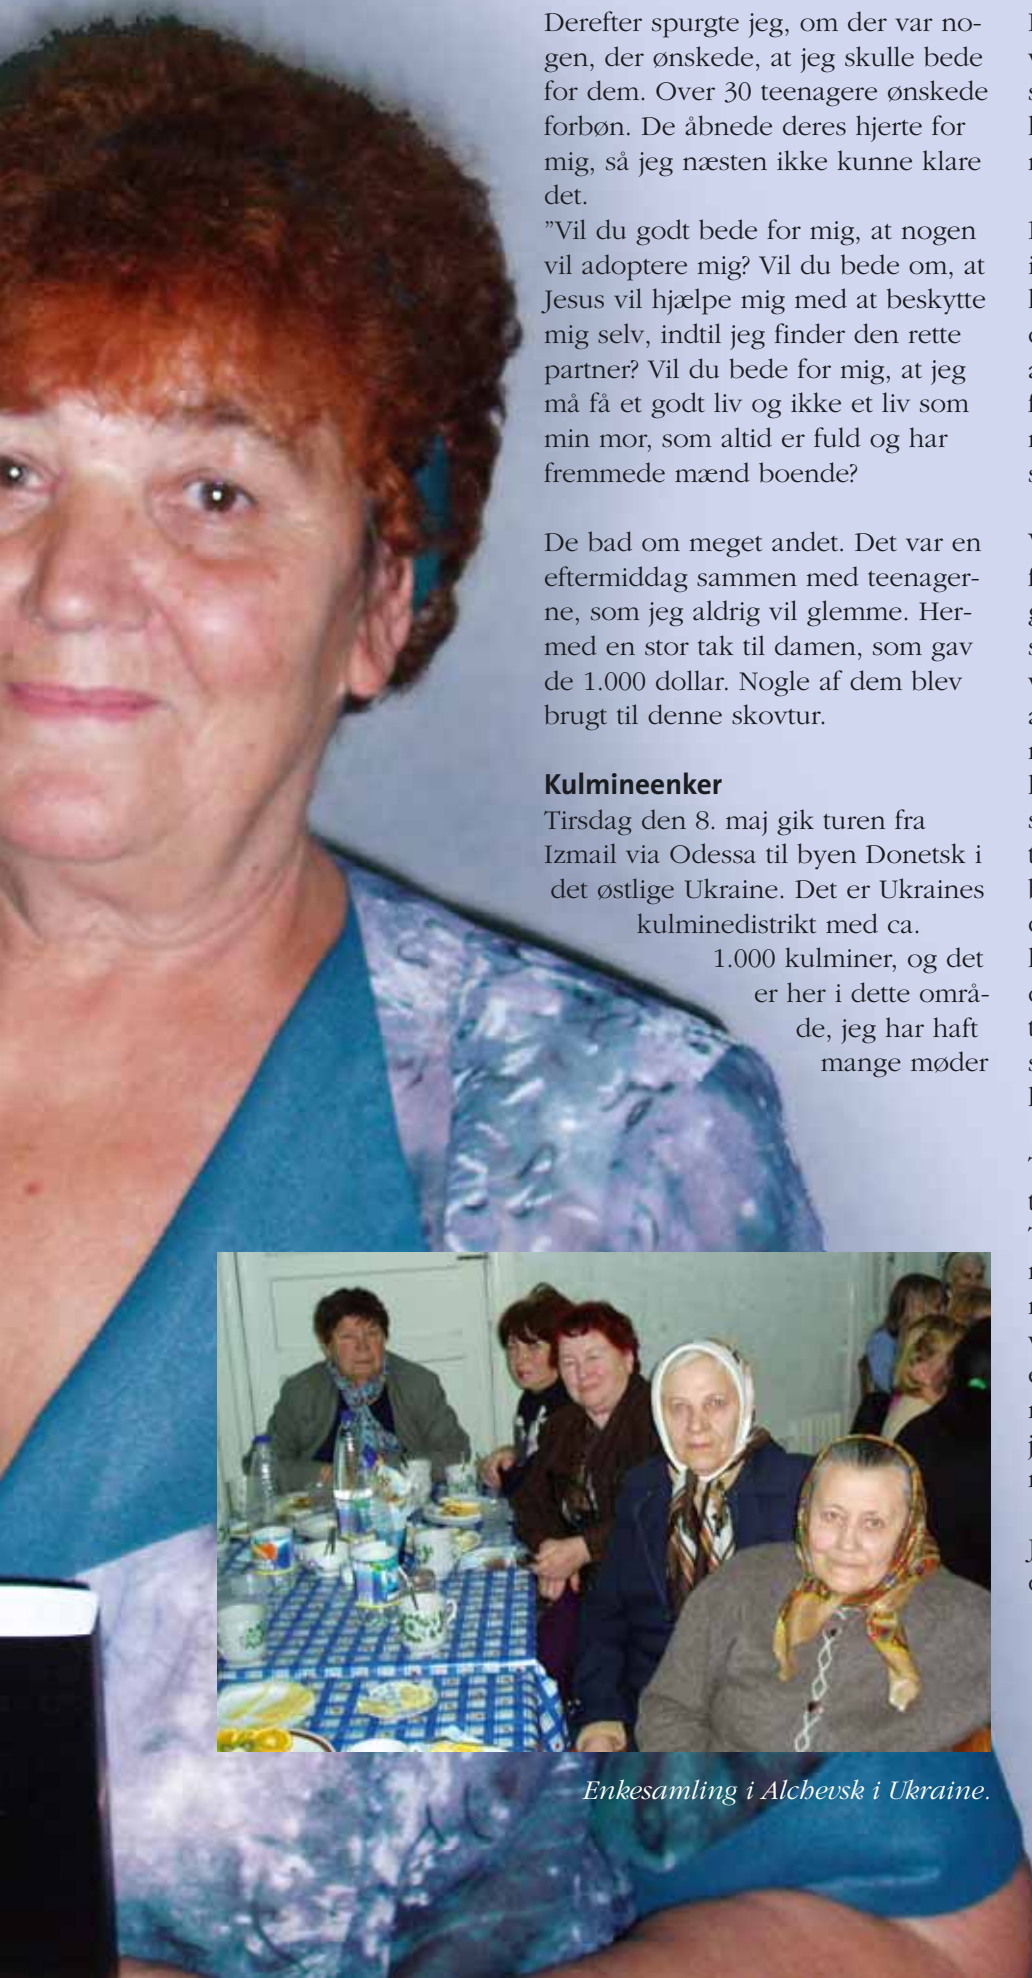 Derefter spurgte jeg, om der var no-
gen, der ønskede, at jeg skulle bede
for dem. Over 30 teenagere ønskede
forbøn. De åbnede deres hjerte for
mig, så jeg næsten ikke kunne klare
det.
”Vil du godt bede for mig, at nogen
vil adoptere mig? Vil du bede om, at
Jesus vil hjælpe mig med at beskytte
mig selv, indtil jeg finder den rette
partner? Vil du bede for mig, at jeg
må få et godt liv og ikke et liv som
min mor, som altid er fuld og har
fremmede mænd boende?
De bad om meget andet. Det var en
eftermiddag sammen med teenager-
ne, som jeg aldrig vil glemme. Her-
med en stor tak til damen, som gav
de 1.000 dollar. Nogle af dem blev
brugt til denne skovtur.
Kulmineenker
Tirsdag den 8. maj gik turen fra
Izmail via Odessa til byen Donetsk i
det østlige Ukraine. Det er Ukraines
kulminedistrikt med ca.
1.000 kulminer, og det
er her i dette områ-
de, jeg har haft
mange møder
Enkesamling i Alchevsk i Ukraine.